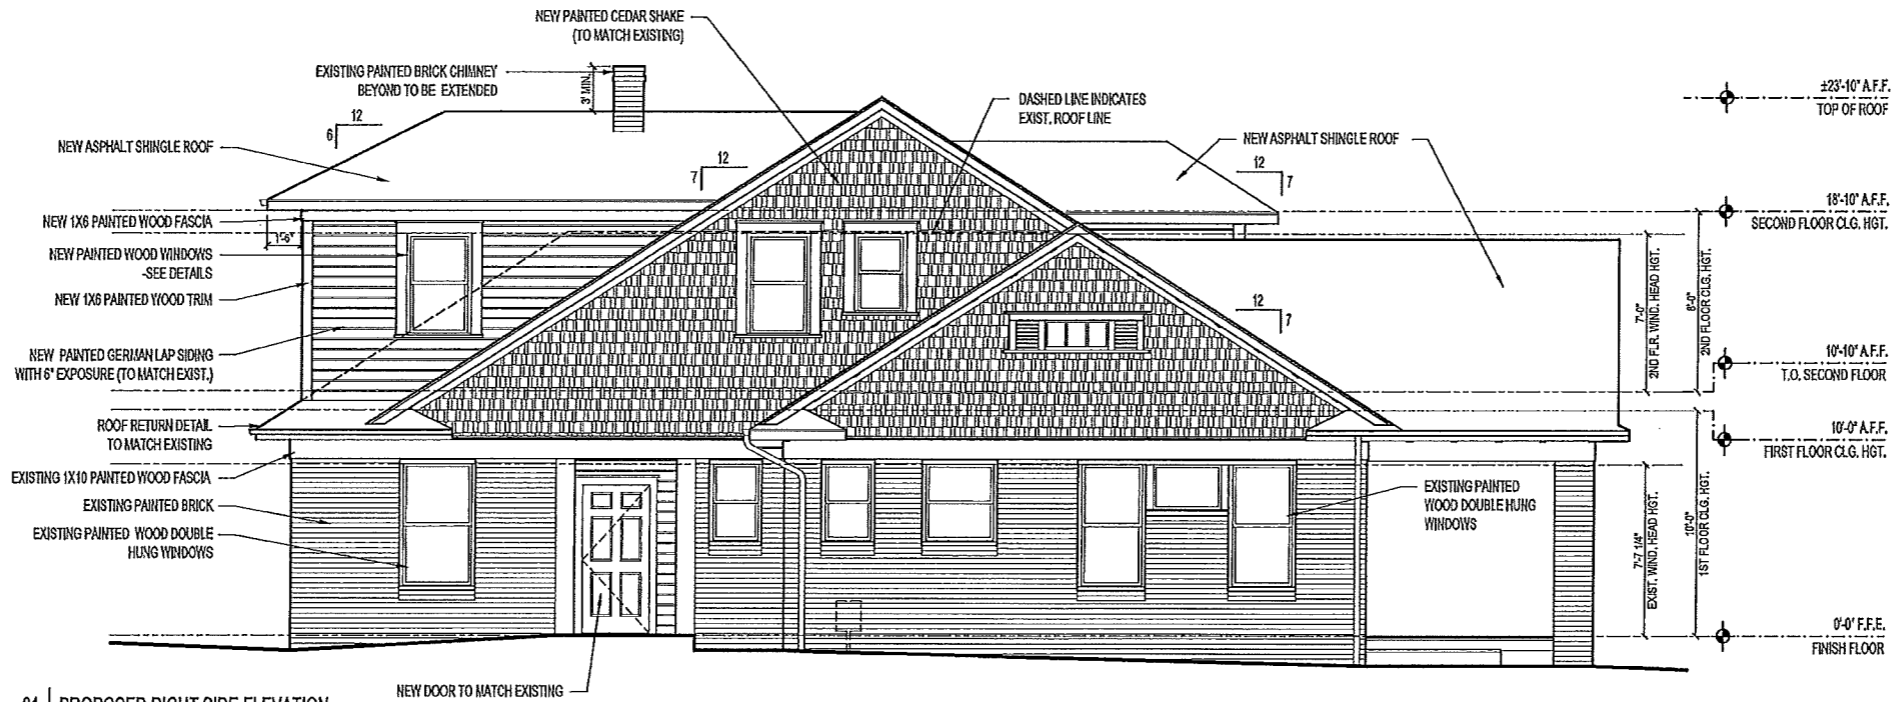 NEW PAINTED CEDAR SHAKE
(TO MATCH EXISTING)
EXISTING PAINTED BRICK CHIMNEY
BEYOND TO BE EXTENDED
3' MIN.
DASHED LINE INDICATES
EXIST. ROOF LINE
±23'-10" A.F.F.
TOP OF ROOF
12
6
NEW ASPHALT SHINGLE ROOF
12
7
NEW ASPHALT SHINGLE ROOF
12
7
18'-10" A.F.F.
SECOND FLOOR CLG. HGT.
NEW 1X6 PAINTED WOOD FASCIA
1'-6"
NEW PAINTED WOOD WINDOWS
-SEE DETAILS
NEW 1X6 PAINTED WOOD TRIM
12
7
7'-0"
2ND FLR. WIND. HEAD HGT.
8'-0"
2ND FLOOR CLG. HGT.
NEW PAINTED GERMAN LAP SIDING
WITH 6" EXPOSURE (TO MATCH EXIST.)
10'-10" A.F.F.
T.O. SECOND FLOOR
ROOF RETURN DETAIL
TO MATCH EXISTING
10'-0" A.F.F.
FIRST FLOOR CLG. HGT.
EXISTING 1X10 PAINTED WOOD FASCIA
EXISTING PAINTED BRICK
EXISTING PAINTED WOOD DOUBLE
HUNG WINDOWS
EXISTING PAINTED
WOOD DOUBLE HUNG
WINDOWS
7'-7 1/4"
EXIST. WIND. HEAD HGT.
10'-0"
1ST FLOOR CLG. HGT.
0'-0" F.F.E.
FINISH FLOOR
NEW DOOR TO MATCH EXISTING
01 PROPOSED RIGHT SIDE ELEVATION